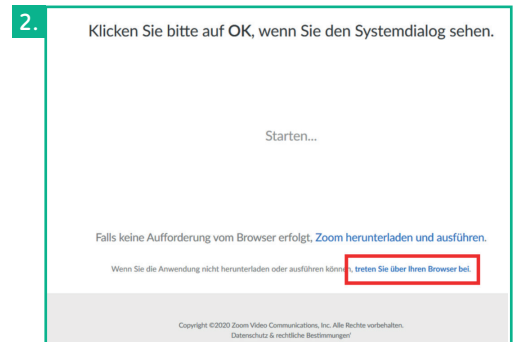 2.
Klicken Sie bitte auf OK, wenn Sie den Systemdialog sehen.
Starten...
Falls keine Aufforderung vom Browser erfolgt, Zoom herunterladen und ausführen.
Wenn Sie die Anwendung nicht herunterladen oder ausführen können, treten Sie über Ihren Browser bei.
Copyright ©2020 Zoom Video Communications, Inc. Alle Rechte vorbehalten.
Datenschutz & rechtliche Bestimmungen'